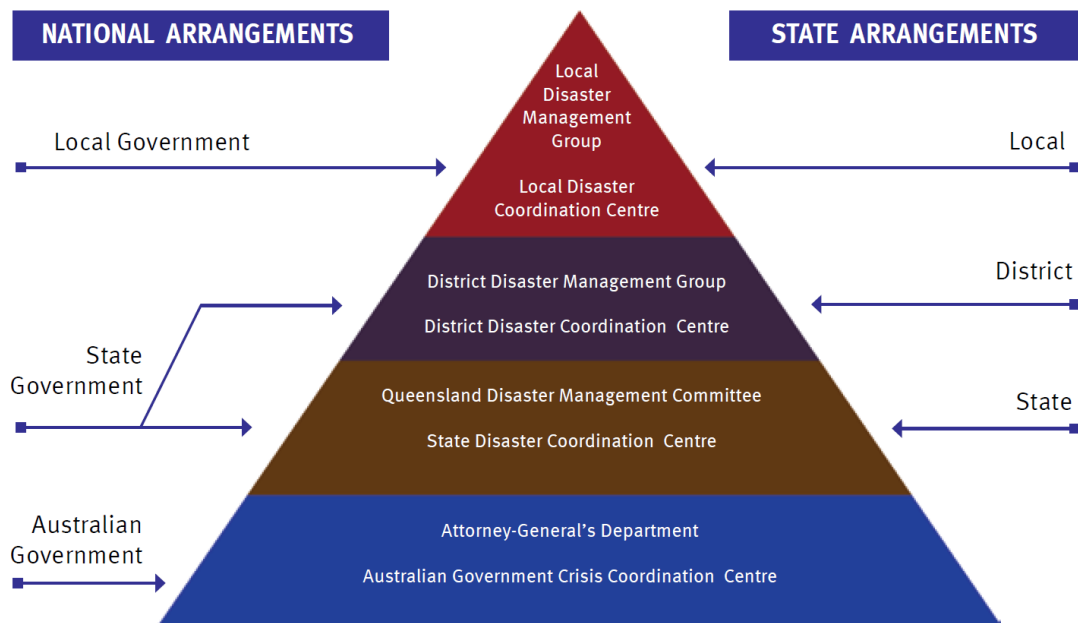 NATIONAL ARRANGEMENTS
STATE ARRANGEMENTS
Local
Disaster
Management
Group
Local Disaster
Coordination Centre
Local Government
Local
District Disaster Management Group
District Disaster Coordination Centre
District
State
Government
Queensland Disaster Management Committee
State Disaster Coordination Centre
State
Australian
Government
Attorney-General's Department
Australian Government Crisis Coordination Centre